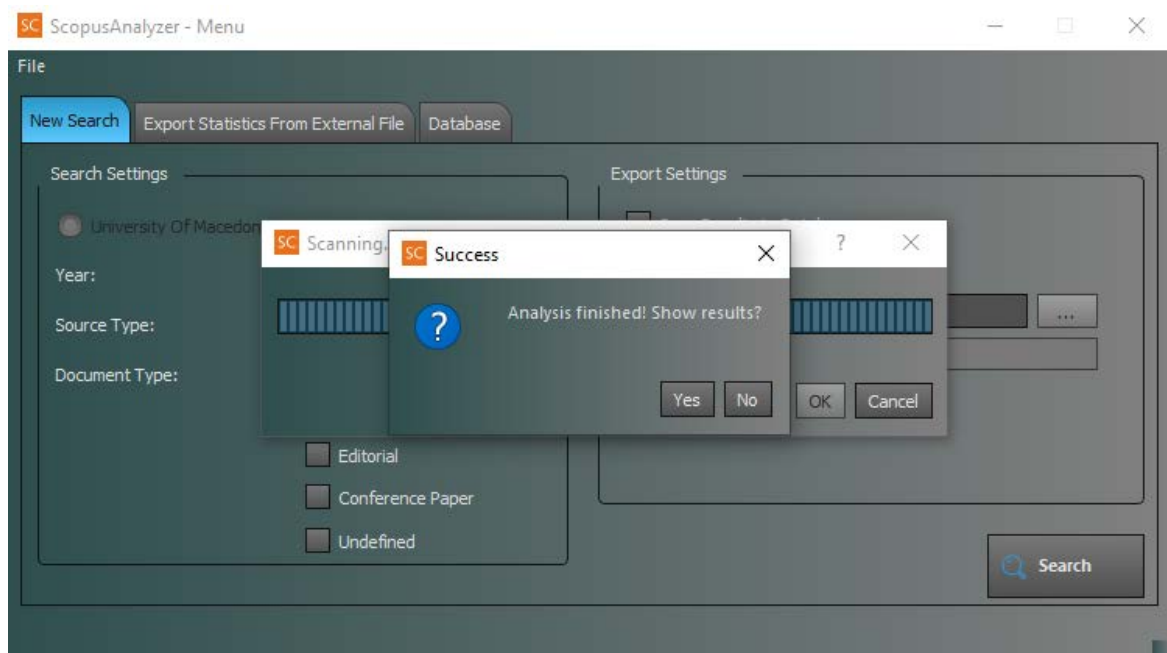 SC ScopusAnalyzer - Menu
File
New Search Export Statistics From External File Database
Search Settings
Export Settings
University Of Macedon
SC Scanning.
?
SC Success
Year:
Analysis finished! Show results?
Source Type:
...
Document Type:
Yes No OK Cancel
Editorial
Conference Paper
Undefined
Search